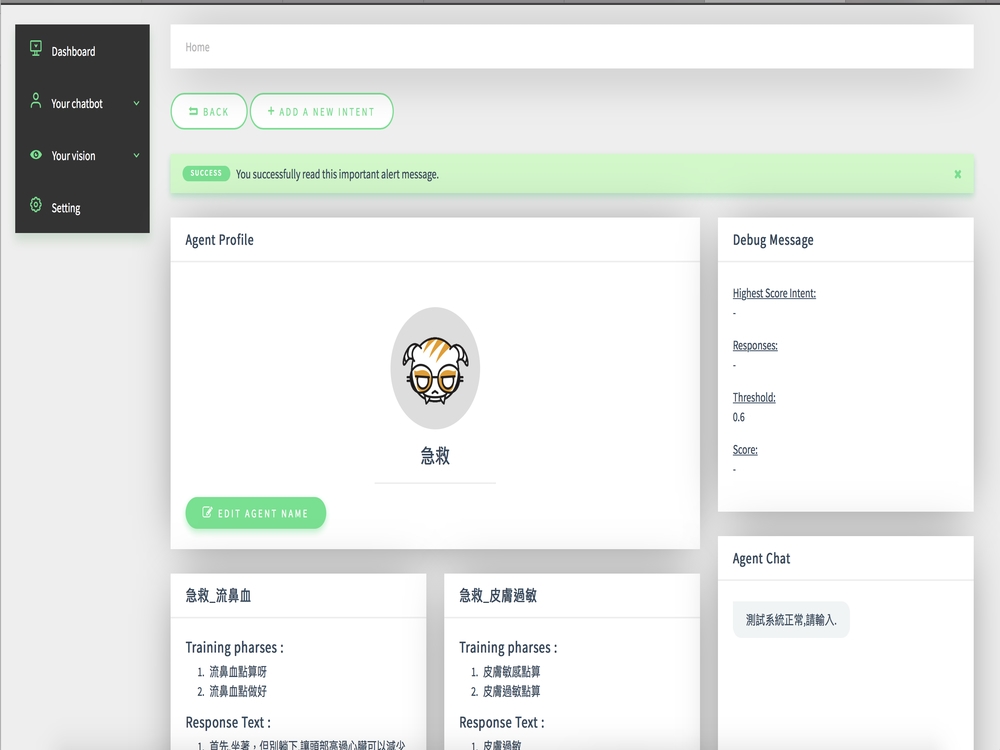 Dashboard
Your chatbot
Your vision
Setting
Home
BACK
+ ADD A NEW INTENT
SUCCESS You successfully read this important alert message.
Agent Profile
急救
EDIT AGENT NAME
Debug Message
Highest Score Intent:
-
Responses:
-
Threshold:
0.6
Score:
-
急救_流鼻血
Training pharses :
1. 流鼻血點算呀
2. 流鼻血點做好
Response Text :
1. 首先,坐著，但別躺下,讓頭部高過心臟可以減少
急救_皮膚過敏
Training pharses :
1. 皮膚敏感點算
2. 皮膚過敏點算
Response Text :
1. 皮膚過敏
Agent Chat
測試系統正常,請輸入.